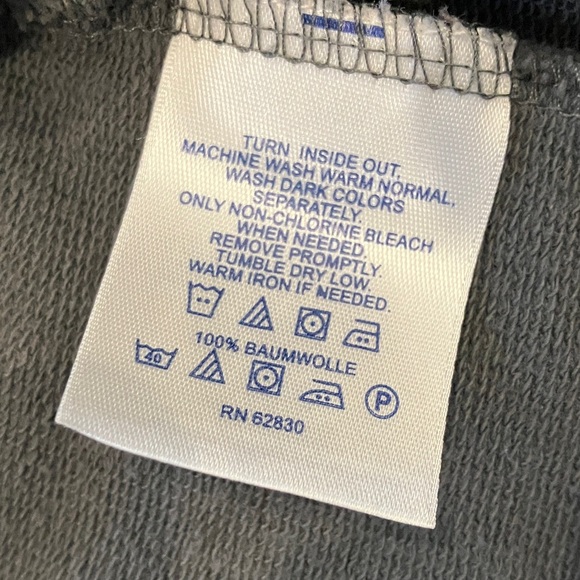 TURN INSIDE OUT.
MACHINE WASH WARM NORMAL.
WASH DARK COLORS
SEPARATELY.
ONLY NON-CHLORINE BLEACH
WHEN NEEDED.
REMOVE PROMPTLY.
TUMBLE DRY LOW.
WARM IRON IF NEEDED.
100% BAUMWOLLE
40 P
RN 62830